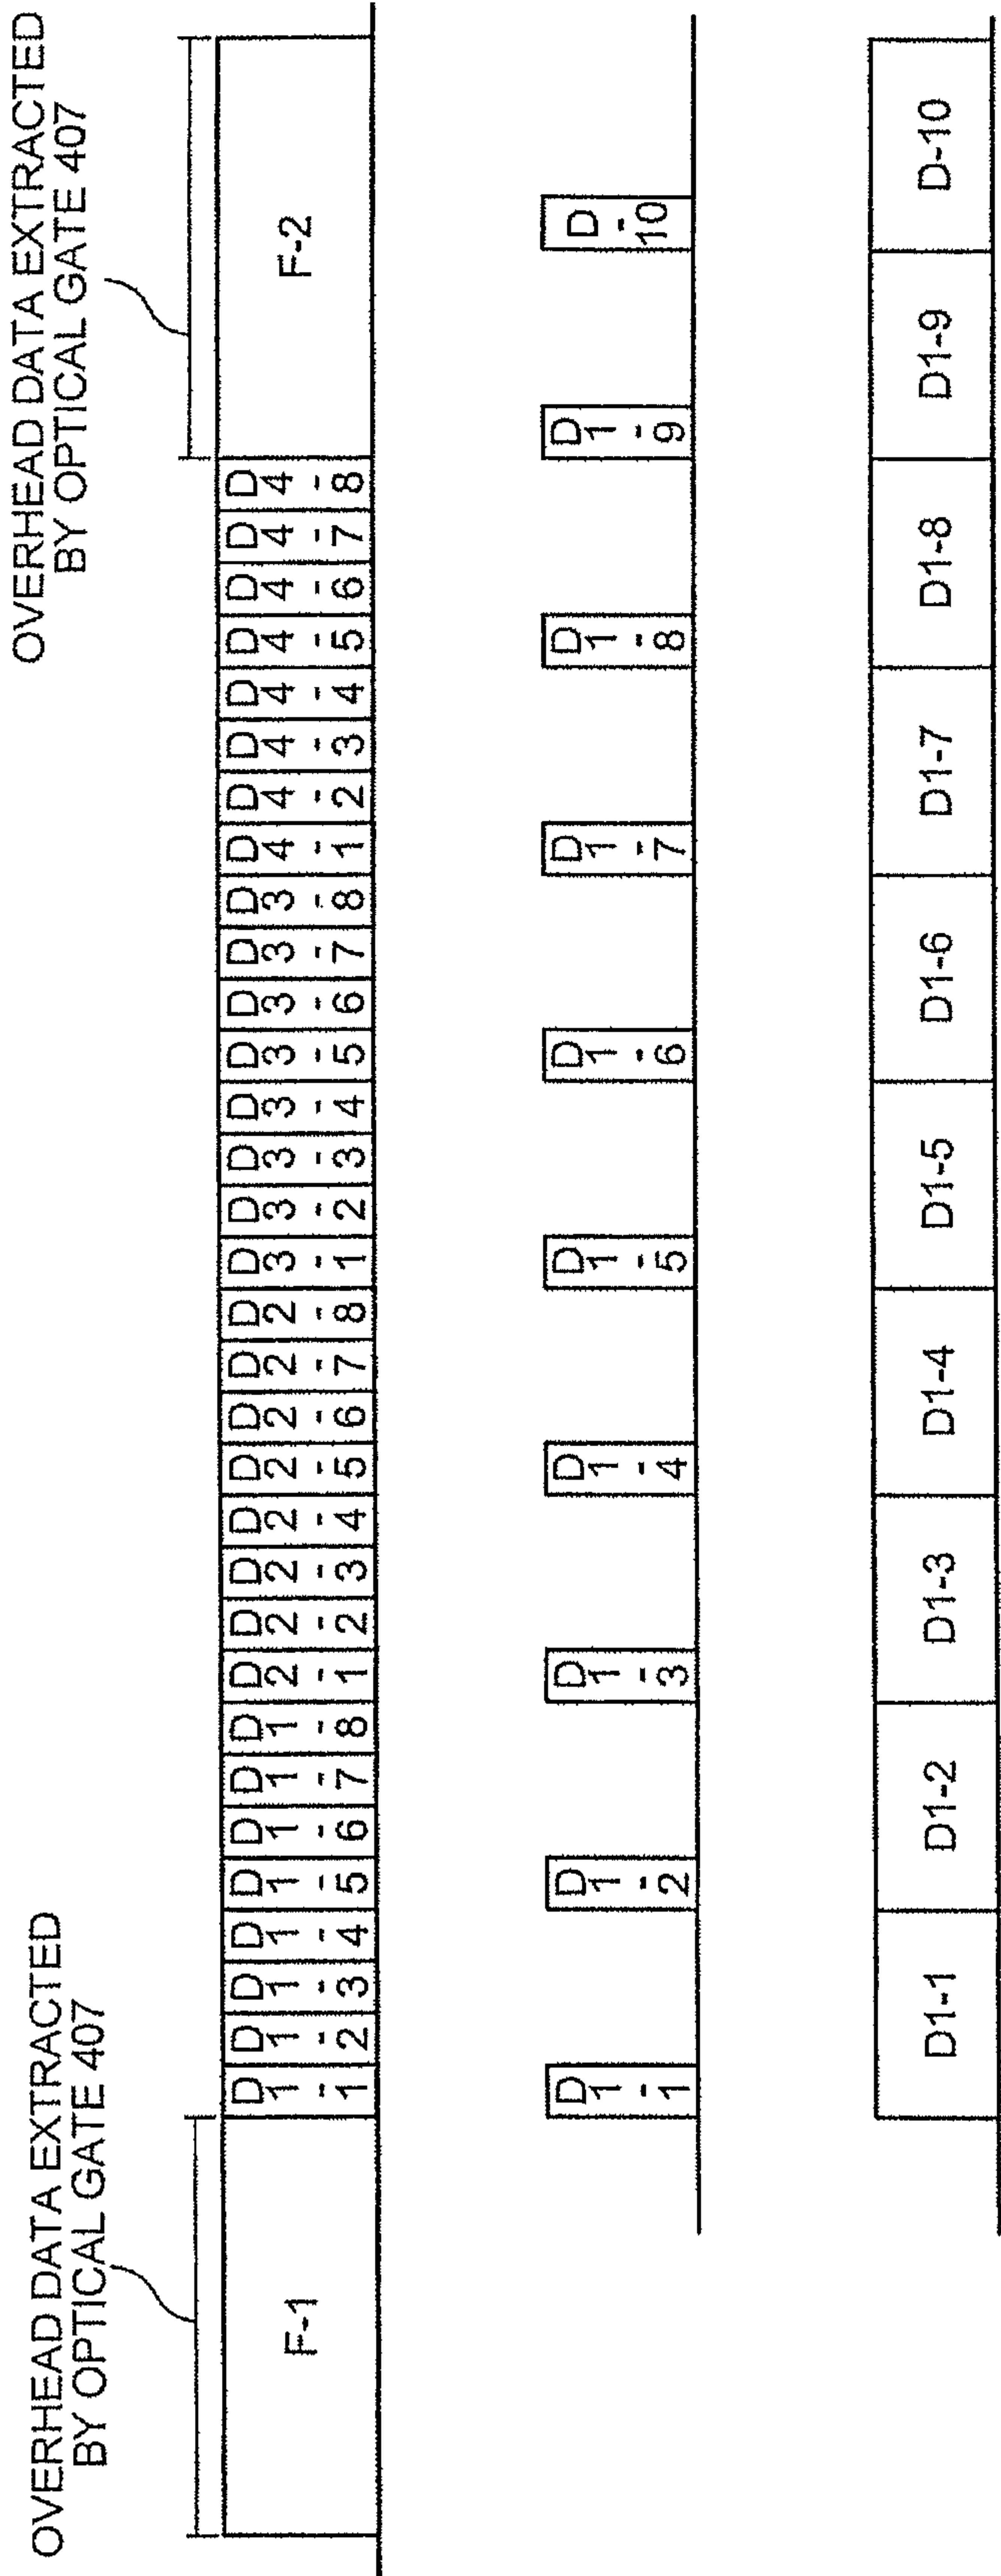 OVERHEAD DATA EXTRACTED
BY OPTICAL GATE 407
OVERHEAD DATA EXTRACTED
BY OPTICAL GATE 407
F-1
D1-1
D1-2
D1-3
D1-4
D1-5
D1-6
D1-7
D1-8
D2-1
D2-2
D2-3
D2-4
D2-5
D2-6
D2-7
D2-8
D3-1
D3-2
D3-3
D3-4
D3-5
D3-6
D3-7
D3-8
D4-1
D4-2
D4-3
D4-4
D4-5
D4-6
D4-7
D4-8
F-2
D1-1
D1-2
D1-3
D1-4
D1-5
D1-6
D1-7
D1-8
D1-9
D-10
D1-1
D1-2
D1-3
D1-4
D1-5
D1-6
D1-7
D1-8
D1-9
D-10